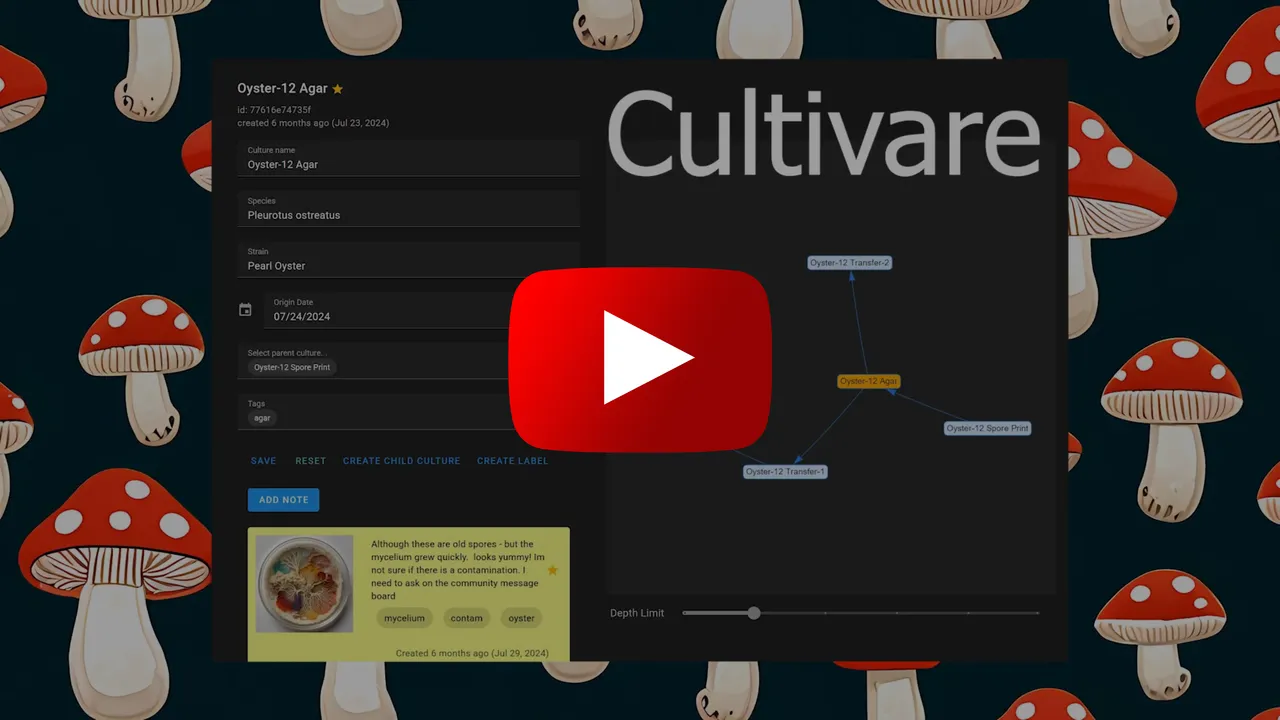 Oyster-12 Agar
id: 77616e74735f
created 6 months ago (Jul 23, 2024)
Culture name
Oyster-12 Agar
Species
Pleurotus ostreatus
Strain
Pearl Oyster
Origin Date
07/24/2024
Select parent culture. .
Oyster-12 Spore Print
Tags
agar
SAVE RESET CREATE CHILD CULTURE CREATE LABEL
ADD NOTE
Although these are old spores - but the
mycelium grew quickly. looks yummy! Im
not sure if there is a contamination. I
need to ask on the community message
board
mycelium contam oyster
Created 6 months ago (Jul 29, 2024)
Cultivare
Oyster-12 Transfer-2
Oyster-12 Agar
Oyster-12 Spore Print
Oyster-12 Transfer-1
Depth Limit